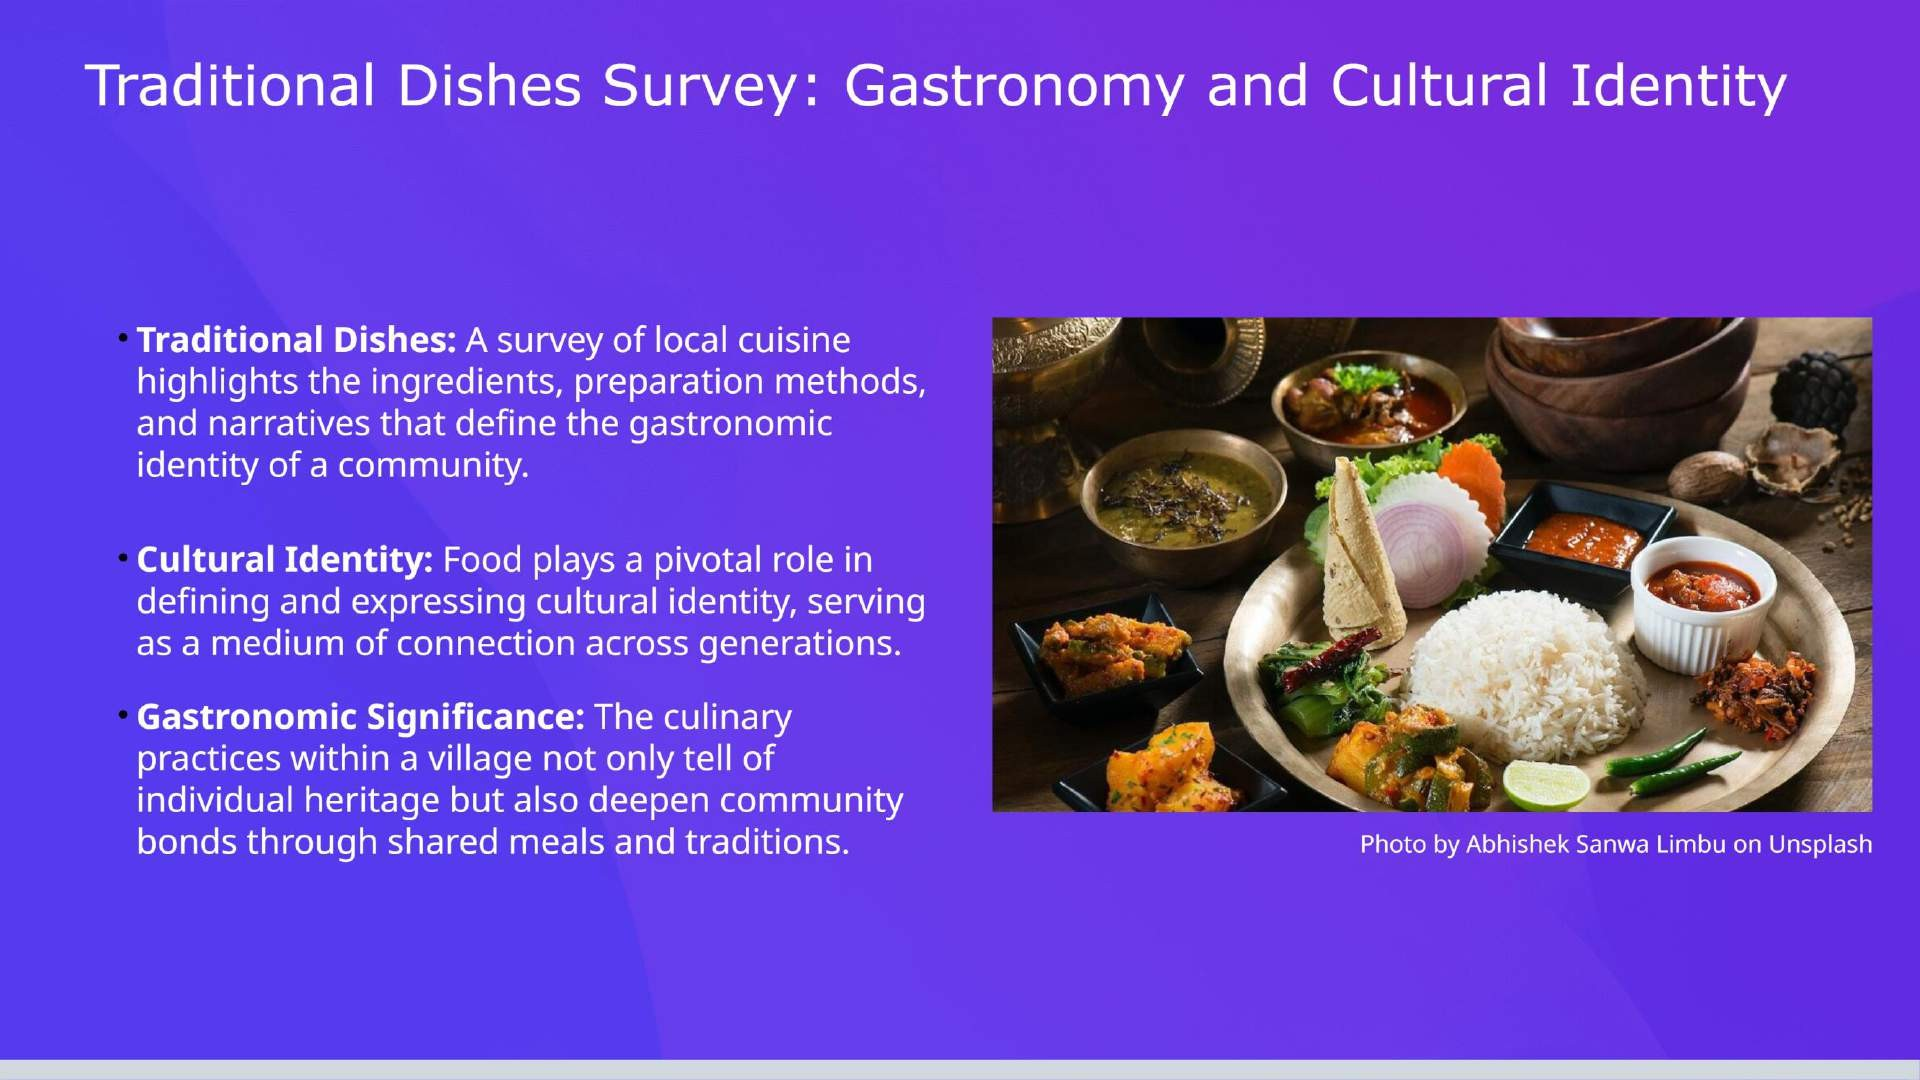 Traditional Dishes Survey: Gastronomy and Cultural Identity
• Traditional Dishes: A survey of local cuisine
highlights the ingredients, preparation methods,
and narratives that define the gastronomic
identity of a community.
• Cultural Identity: Food plays a pivotal role in
defining and expressing cultural identity, serving
as a medium of connection across generations.
• Gastronomic Significance: The culinary
practices within a village not only tell of
individual heritage but also deepen community
bonds through shared meals and traditions.
Photo by Abhishek Sanwa Limbu on Unsplash